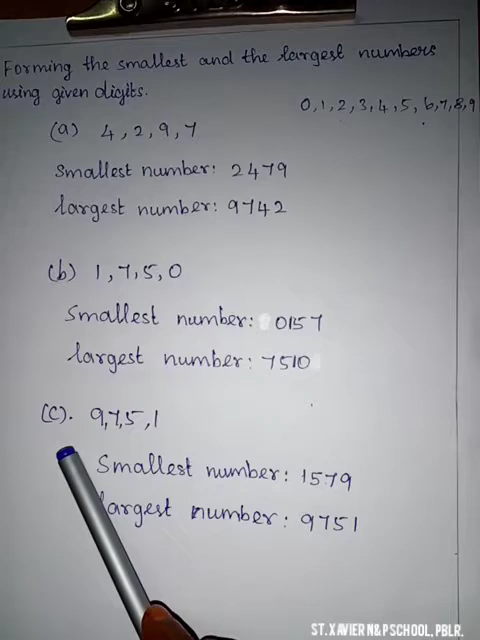 Forming the smallest and the largest numbers
using given digits.
0,1,2,3,4,5,6,7,8,9
(a) 4,2,9,7
Smallest number: 2479
largest number: 9742
(b) 1,7,5,0
Smallest number: 0157
largest number: 7510
(C). 9,7,5,1
Smallest number: 1579
largest number: 9751
ST. XAVIER N&P SCHOOL, PBLR.